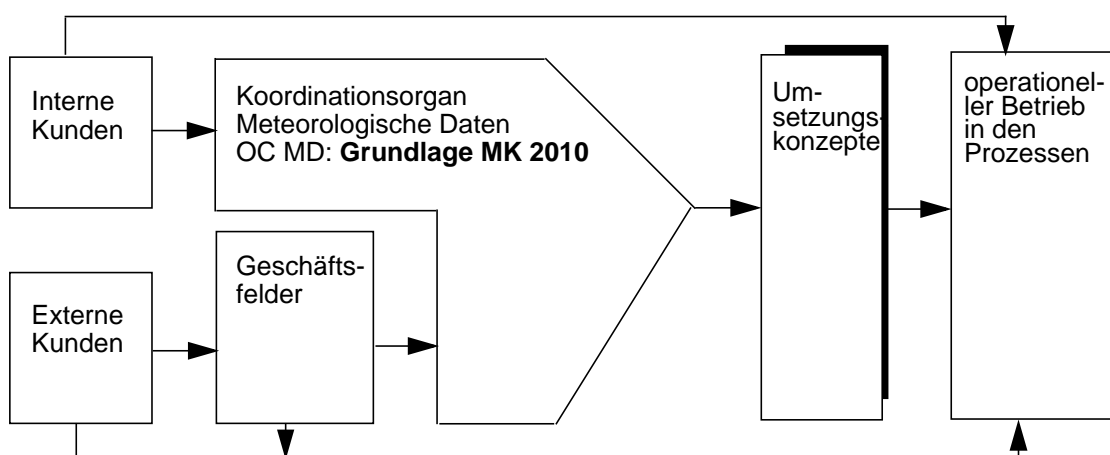 Interne
Kunden
Koordinationsorgan
Meteorologische Daten
OC MD: Grundlage MK 2010
Um-
setzungs-
konzepte
operationel-
ler Betrieb
in den
Prozessen
Externe
Kunden
Geschäfts-
felder